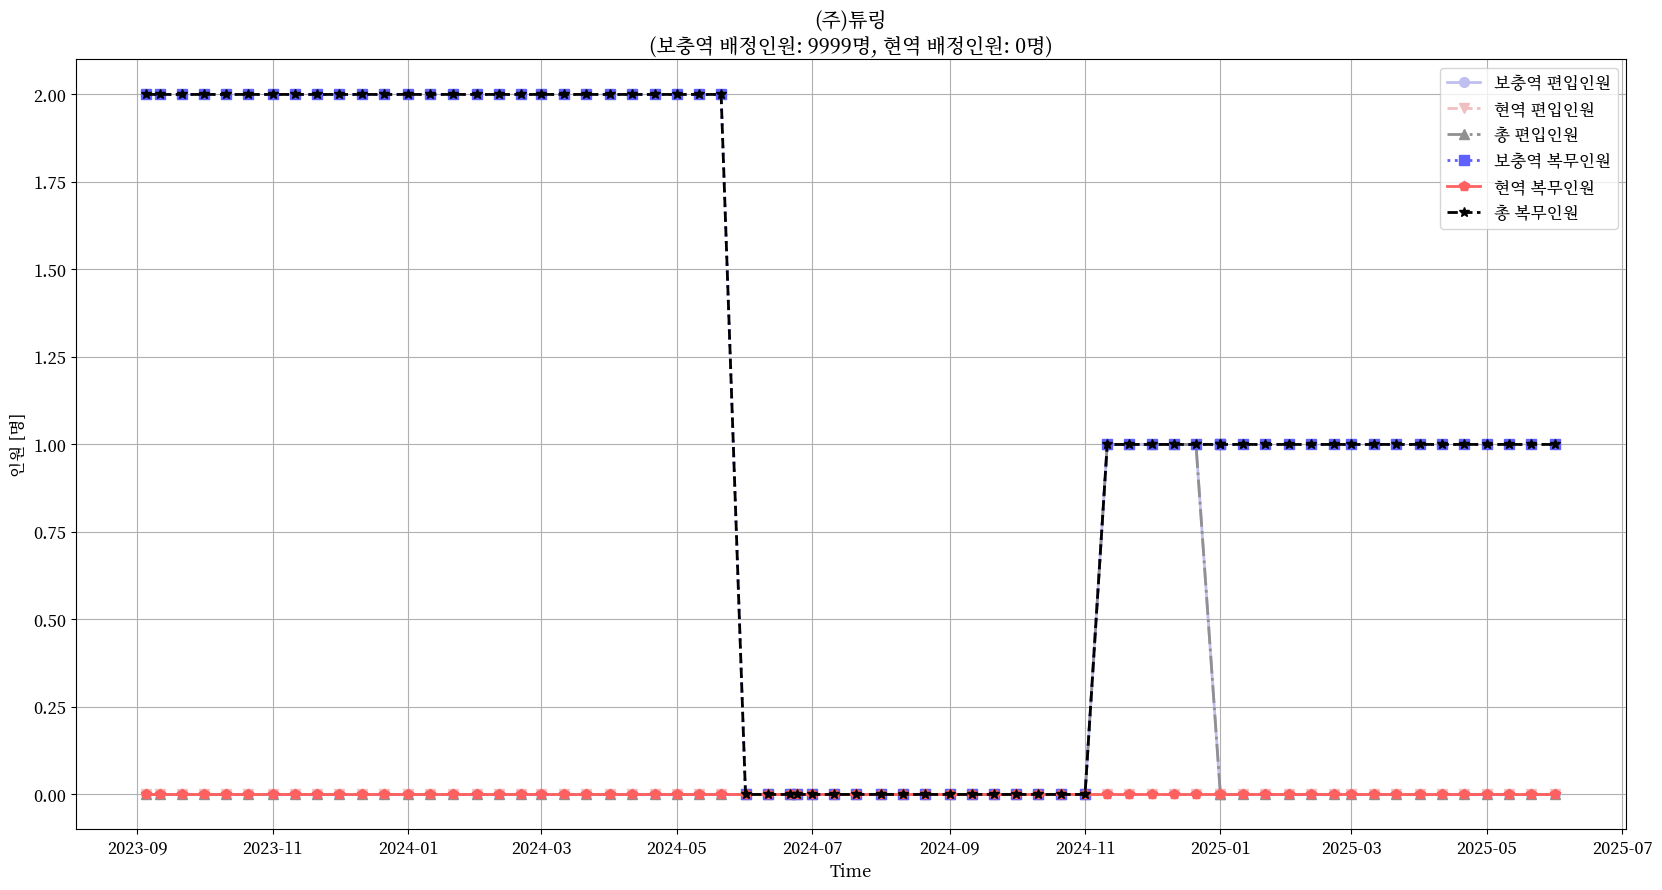 (주)튜링
(보충역 배정인원: 9999명, 현역 배정인원: 0명)
보충역 편입인원
현역 편입인원
총 편입인원
보충역 복무인원
현역 복무인원
총 복무인원
인원 [명]
2.00
1.75
1.50
1.25
1.00
0.75
0.50
0.25
0.00
2023-09 2023-11 2024-01 2024-03 2024-05 2024-07 2024-09 2024-11 2025-01 2025-03 2025-05 2025-07
Time